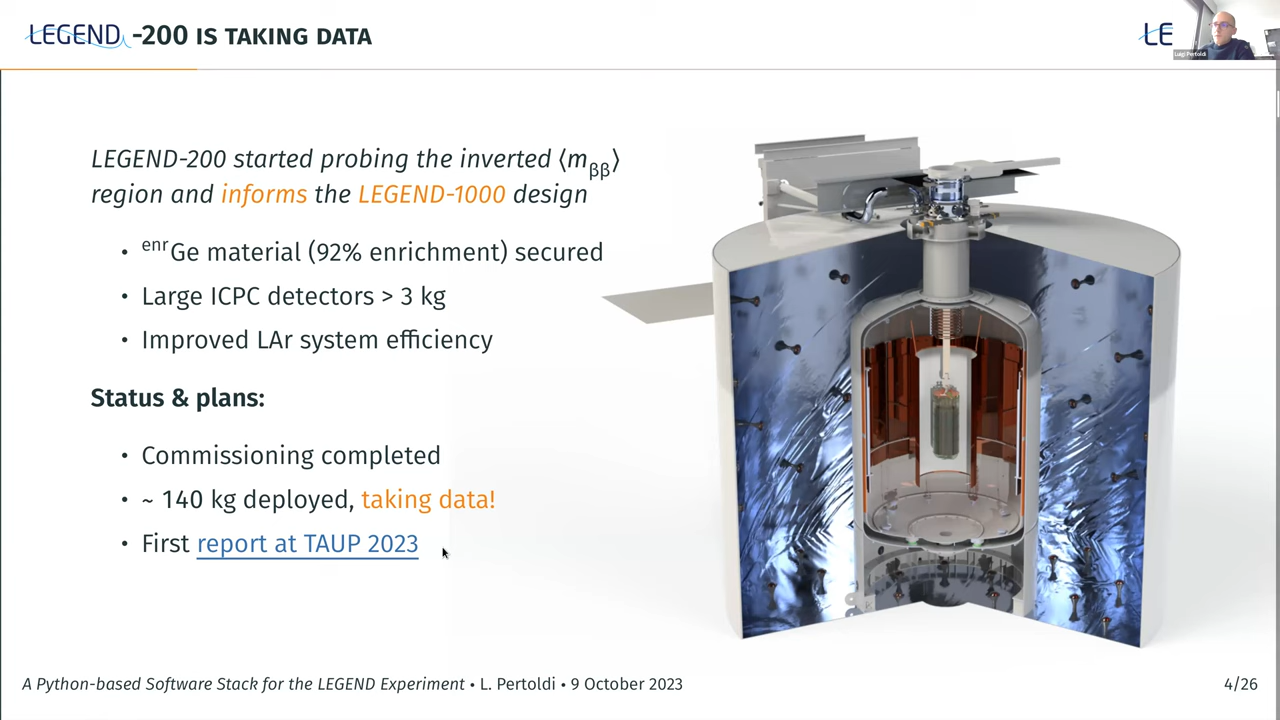 LEGEND -200 IS TAKING DATA
LE
Luigi Pertoldi
LEGEND-200 started probing the inverted ⟨mββ⟩
region and informs the LEGEND-1000 design
• enrGe material (92% enrichment) secured
• Large ICPC detectors > 3 kg
• Improved LAr system efficiency
Status & plans:
• Commissioning completed
• ~ 140 kg deployed, taking data!
• First report at TAUP 2023
A Python-based Software Stack for the LEGEND Experiment • L. Pertoldi • 9 October 2023
4/26